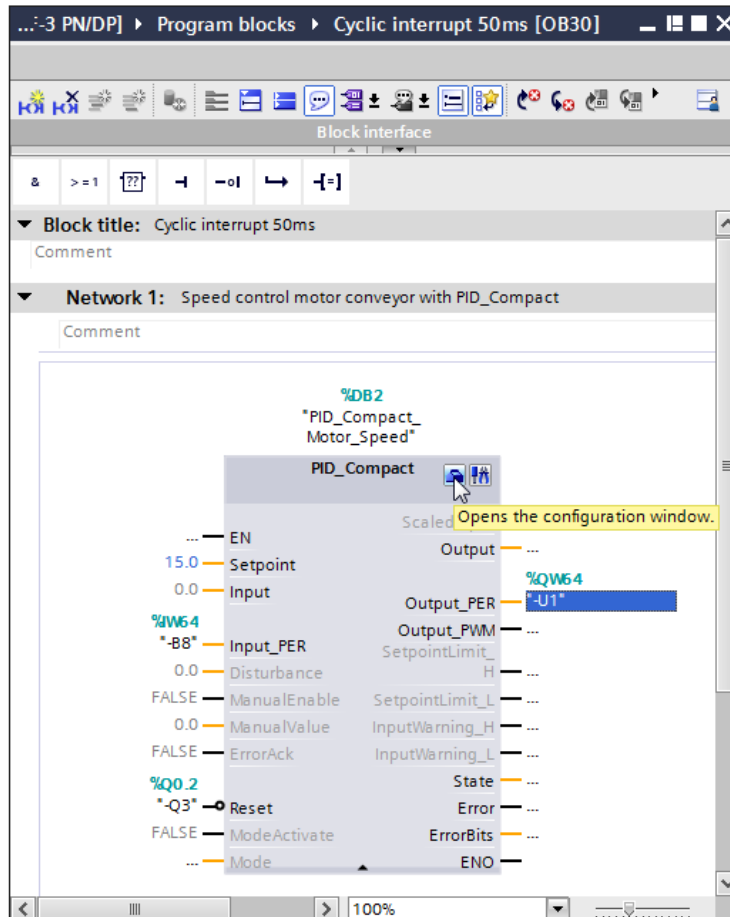 ...:-3 PN/DP] ▸ Program blocks ▸ Cyclic interrupt 50ms [OB30]
Block interface
& >=1 ?? -o| -[=]
Block title: Cyclic interrupt 50ms
Comment
Network 1: Speed control motor conveyor with PID_Compact
Comment
%DB2
"PID_Compact_
Motor_Speed"
PID_Compact
Opens the configuration window.
Scaled
... EN
Output ...
15.0 Setpoint
%QW64
0.0 Input
Output_PER "-U1"
%IW64
Output_PWM ...
"-B8" Input_PER
SetpointLimit_
H ...
0.0 Disturbance
FALSE ManualEnable SetpointLimit_L ...
0.0 ManualValue InputWarning_H ...
FALSE ErrorAck InputWarning_L ...
%Q0.2
State ...
"-Q3" Reset Error ...
FALSE ModeActivate ErrorBits ...
... Mode ENO
100%